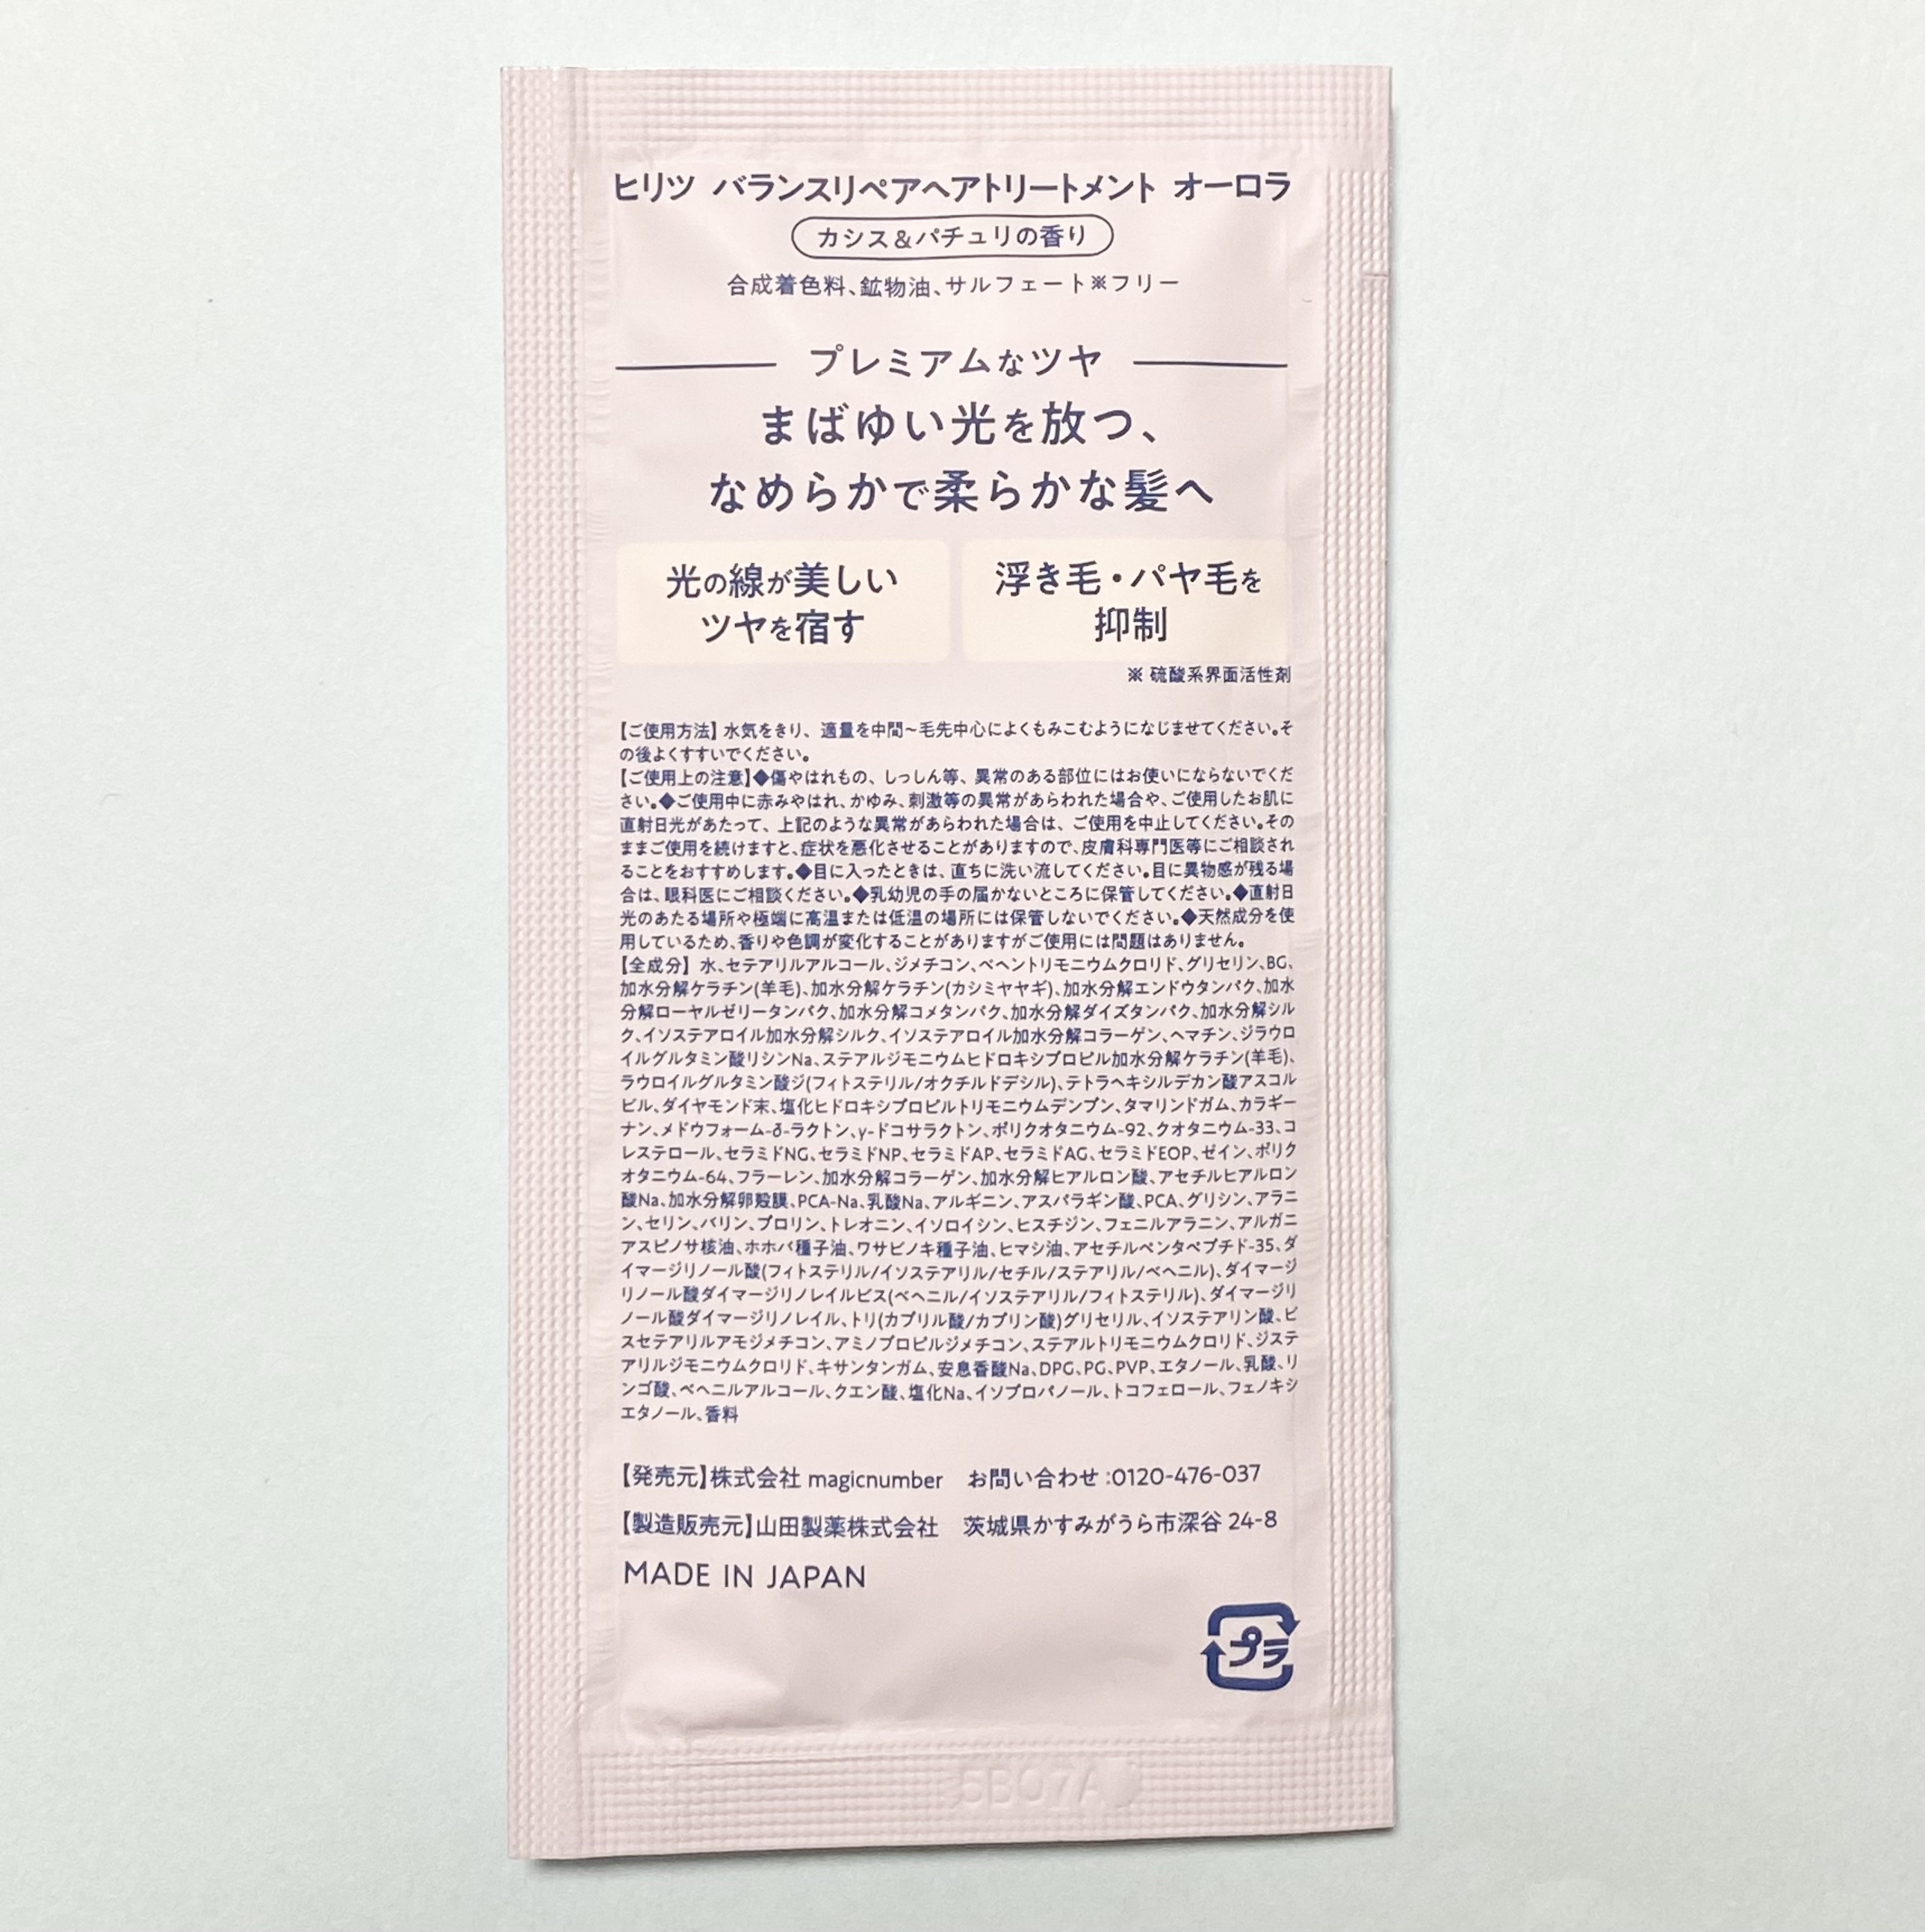 ヒリツ バランスリペアヘアトリートメント オーロラ
カシス&パチュリの香り
合成着色料、鉱物油、サルフェート※フリー
プレミアムなツヤ
まばゆい光を放つ、
なめらかで柔らかな髪へ
光の線が美しい
ツヤを宿す
浮き毛・パヤ毛を
抑制
※ 硫酸系界面活性剤
【ご使用方法】 水気をきり、適量を中間～毛先中心によくもみこむようになじませてください。そ
の後よくすすいでください。
【ご使用上の注意】◆傷やはれもの、しっしん等、異常のある部位にはお使いにならないでくだ
さい。◆ご使用中に赤みやはれ、かゆみ、刺激等の異常があらわれた場合や、ご使用したお肌に
直射日光があたって、上記のような異常があらわれた場合は、ご使用を中止してください。その
ままご使用を続けますと、症状を悪化させることがありますので、皮膚科専門医等にご相談され
ることをおすすめします。◆目に入ったときは、直ちに洗い流してください。目に異物感が残る場
合は、眼科医にご相談ください。◆乳幼児の手の届かないところに保管してください。◆直射日
光のあたる場所や極端に高温または低温の場所には保管しないでください。◆天然成分を使
用しているため、香りや色調が変化することがありますがご使用には問題はありません。
【全成分】 水、セテアリルアルコール、ジメチコン、ベヘントリモニウムクロリド、グリセリン、BG、
加水分解ケラチン(羊毛)、加水分解ケラチン(カシミヤヤギ)、加水分解エンドウタンパク、加水
分解ローヤルゼリータンパク、加水分解コメタンパク、加水分解ダイズタンパク、加水分解シル
ク、イソステアロイル加水分解シルク、イソステアロイル加水分解コラーゲン、ヘマチン、ジラウロ
イルグルタミン酸リシンNa、ステアルジモニウムヒドロキシプロピル加水分解ケラチン(羊毛)、
ラウロイルグルタミン酸ジ(フィトステリル/オクチルドデシル)、テトラヘキシルデカン酸アスコル
ビル、ダイヤモンド末、塩化ヒドロキシプロピルトリモニウムデンプン、タマリンドガム、カラギー
ナン、メドウフォーム-δ-ラクトン、γ-ドコサラクトン、ポリクオタニウム-92、クオタニウム-33、コ
レステロール、セラミドNG、セラミドNP、セラミドAP、セラミドAG、セラミドEOP、ゼイン、ポリク
オタニウム-64、フラーレン、加水分解コラーゲン、加水分解ヒアルロン酸、アセチルヒアルロン
酸Na、加水分解卵殻膜、PCA-Na、乳酸Na、アルギニン、アスパラギン酸、PCA、グリシン、アラニ
ン、セリン、バリン、プロリン、トレオニン、イソロイシン、ヒスチジン、フェニルアラニン、アルガニ
アスピノサ核油、ホホバ種子油、ワサビノキ種子油、ヒマシ油、アセチルペンタペプチド-35、ダ
イマージリノール酸(フィトステリル/イソステアリル/セチル/ステアリル/ベヘニル)、ダイマージ
リノール酸ダイマージリノレイルビス(ベヘニル/イソステアリル/フィトステリル)、ダイマージリ
ノール酸ダイマージリノレイル、トリ(カプリル酸/カプリン酸)グリセリル、イソステアリン酸、ビ
スセテアリルアモジメチコン、アミノプロピルジメチコン、ステアルトリモニウムクロリド、ジステ
アリルジモニウムクロリド、キサンタンガム、安息香酸Na、DPG、PG、PVP、エタノール、乳酸、リ
ンゴ酸、ベヘニルアルコール、クエン酸、塩化Na、イソプロパノール、トコフェロール、フェノキシ
エタノール、香料
【発売元】株式会社 magicnumber お問い合わせ:0120-476-037
【製造販売元】山田製薬株式会社 茨城県かすみがうら市深谷 24-8
MADE IN JAPAN
プラ
5B07A